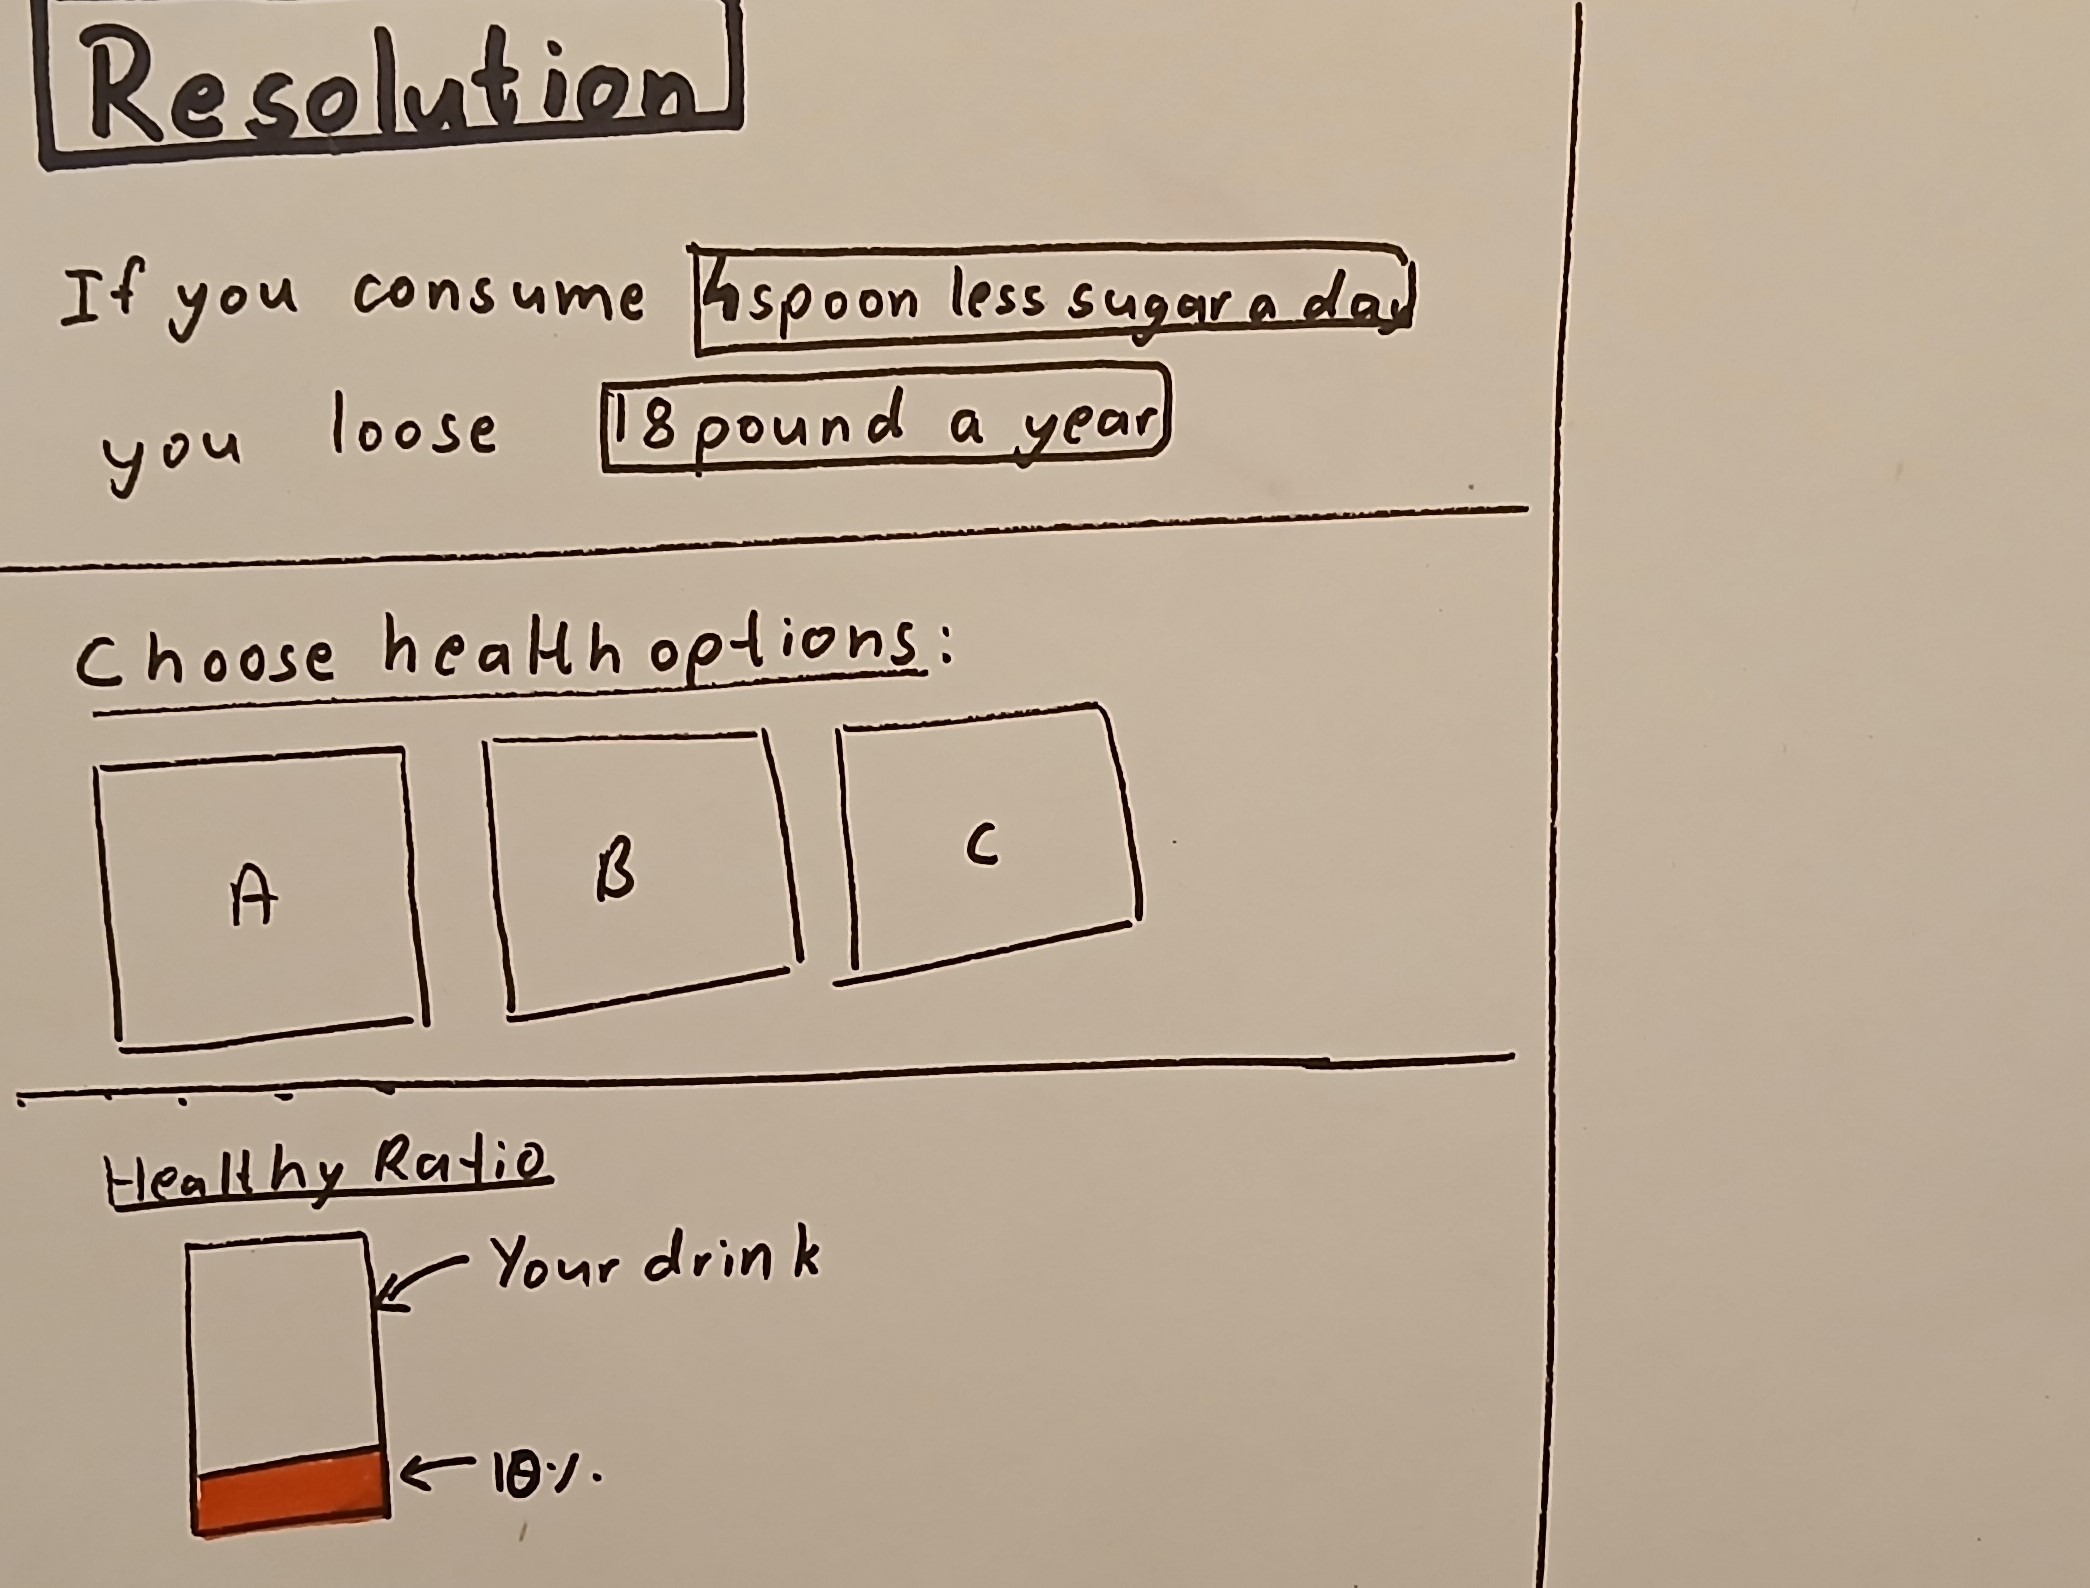 Resolution
If you consume 4spoon less sugar a day
you loose 18 pound a year
Choose health options:
A B C
Healthy Ratio
Your drink
10%